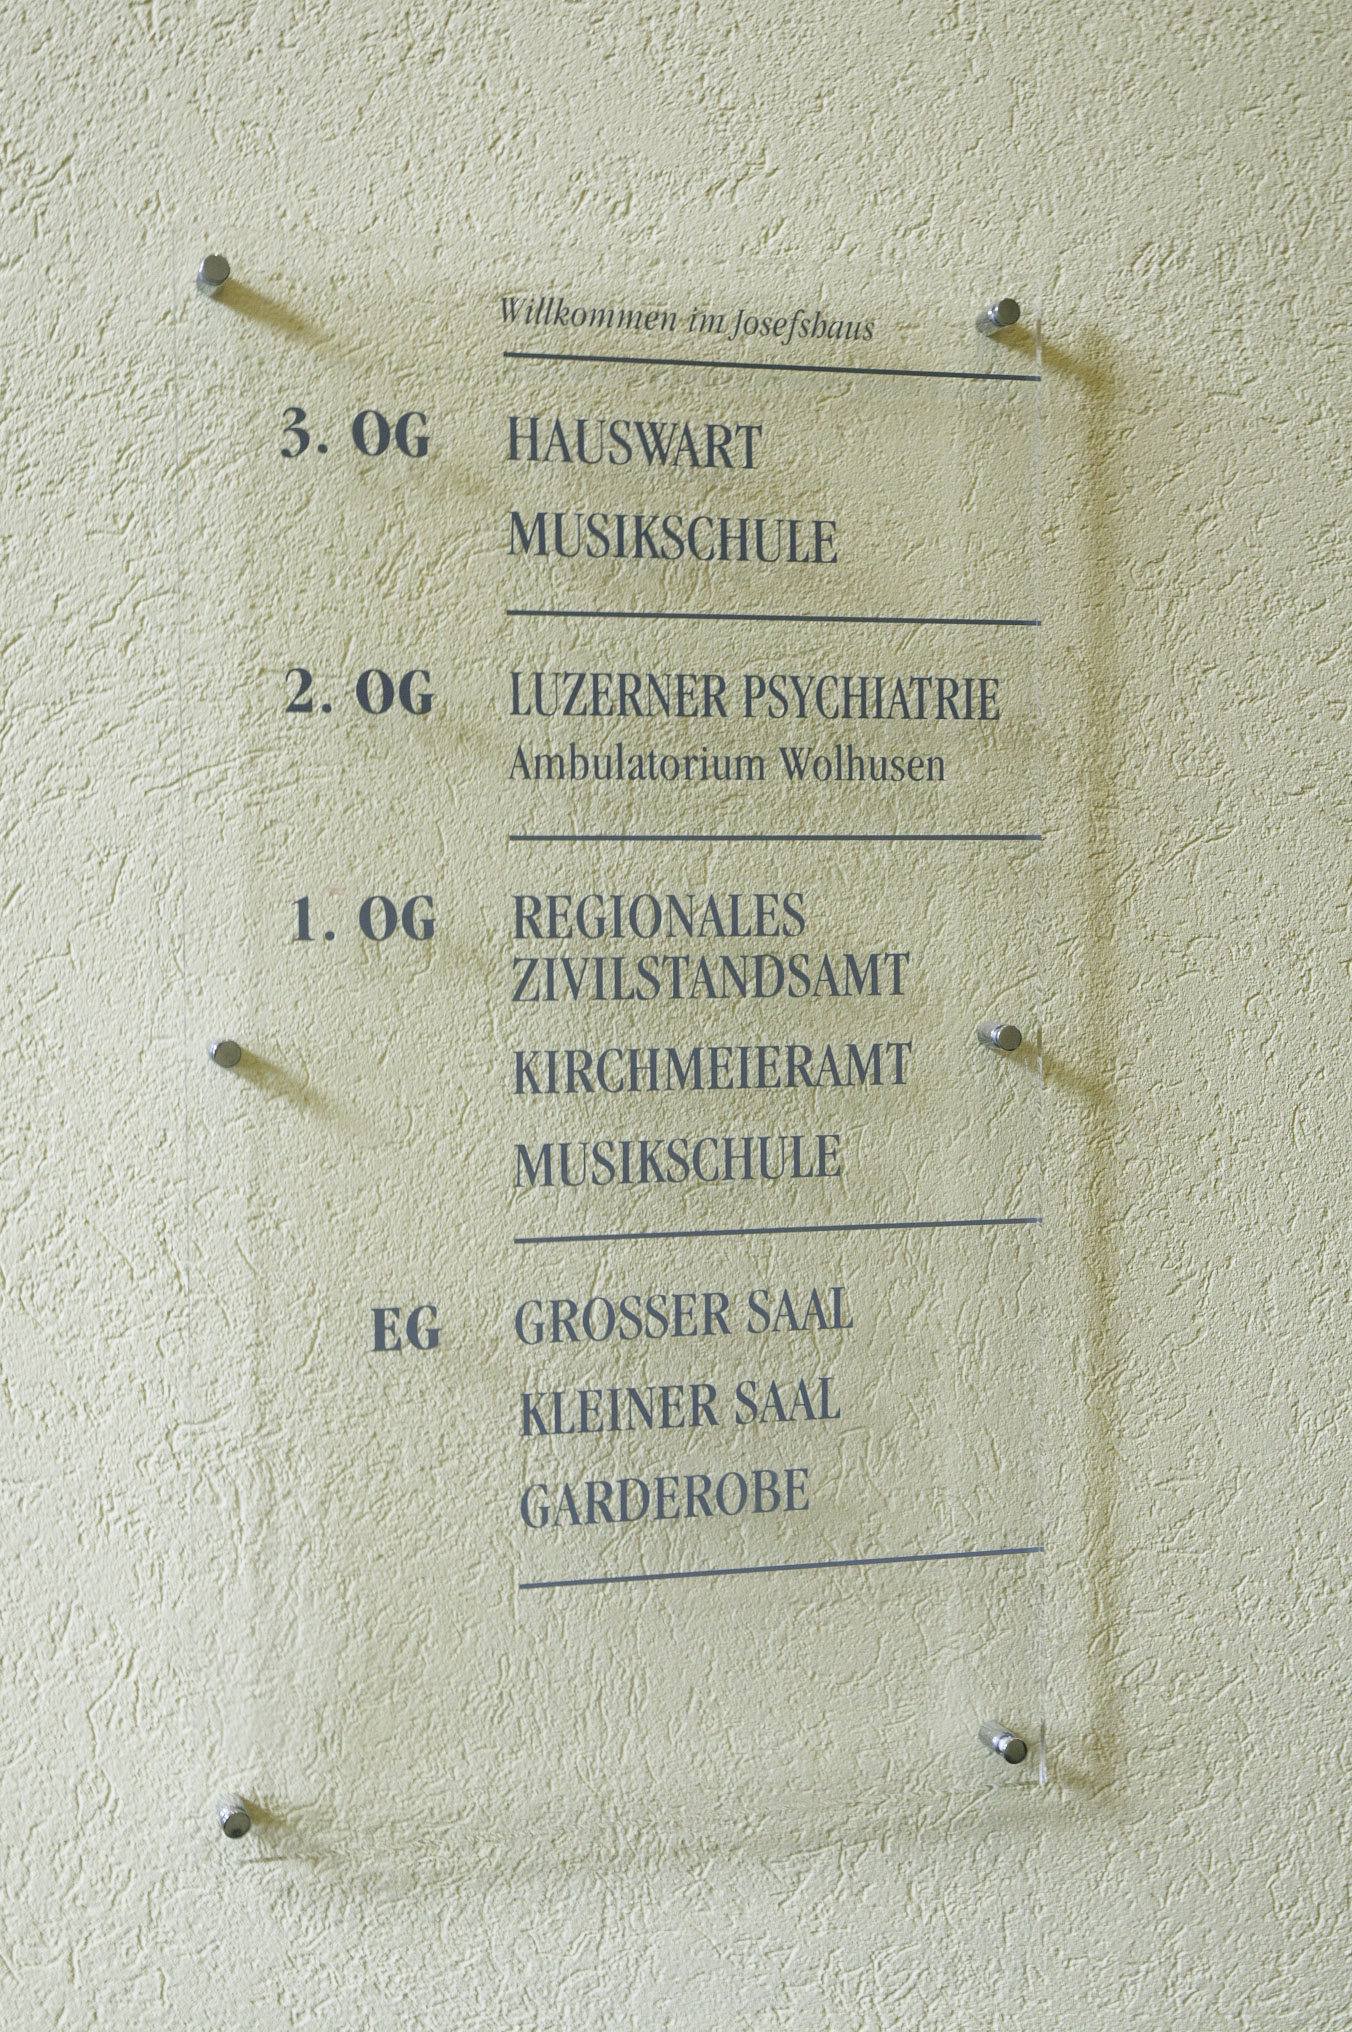 Willkommen im Josefshaus
3. OG HAUSWART
MUSIKSCHULE
2. OG LUZERNER PSYCHIATRIE
Ambulatorium Wolhusen
1. OG REGIONALES
ZIVILSTANDSAMT
KIRCHMEIERAMT
MUSIKSCHULE
EG GROSSER SAAL
KLEINER SAAL
GARDEROBE